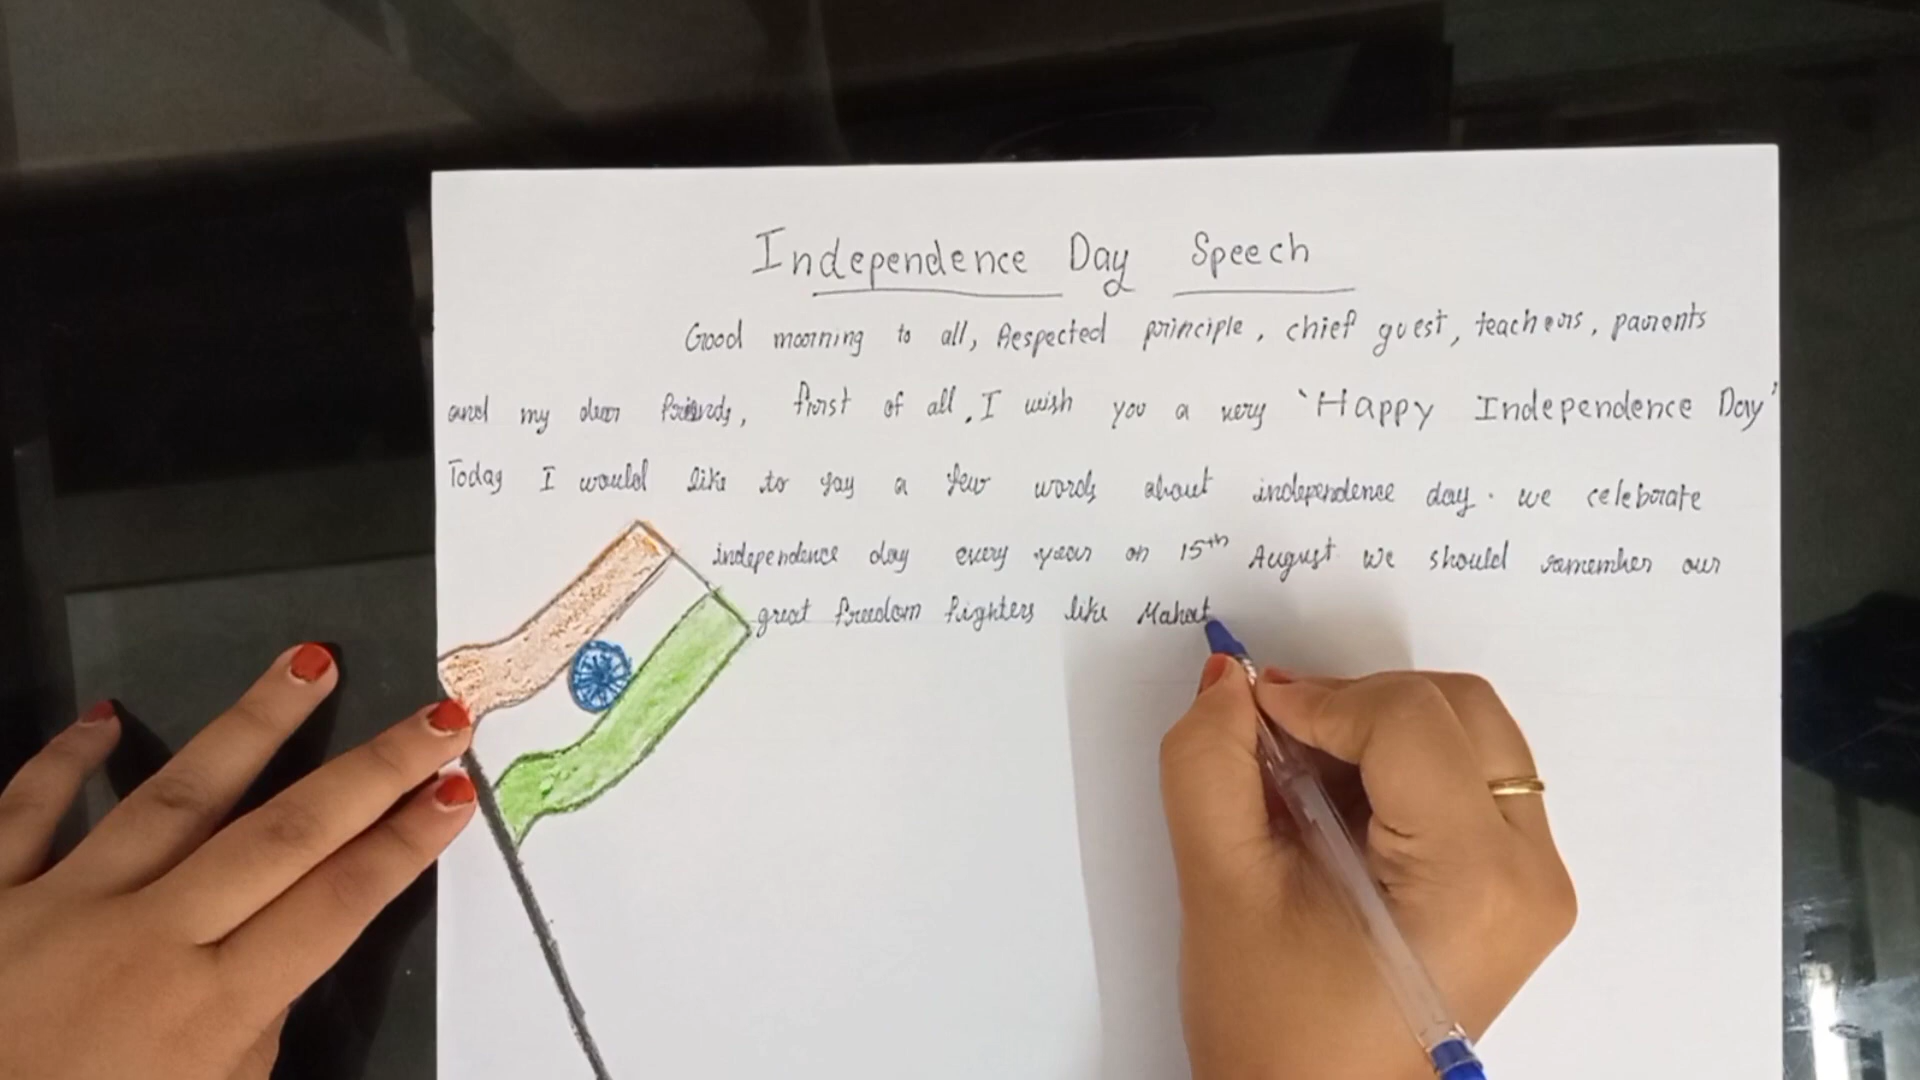 Independence Day Speech
Good morning to all, Respected principle, chief guest, teachers, parents
and my dear friends, first of all, I wish you a very 'Happy Independence Day'
Today I would like to say a few words about independence day. we celebrate
independence day every year on 15th August we should remember our
great freedom fighters like Mahat